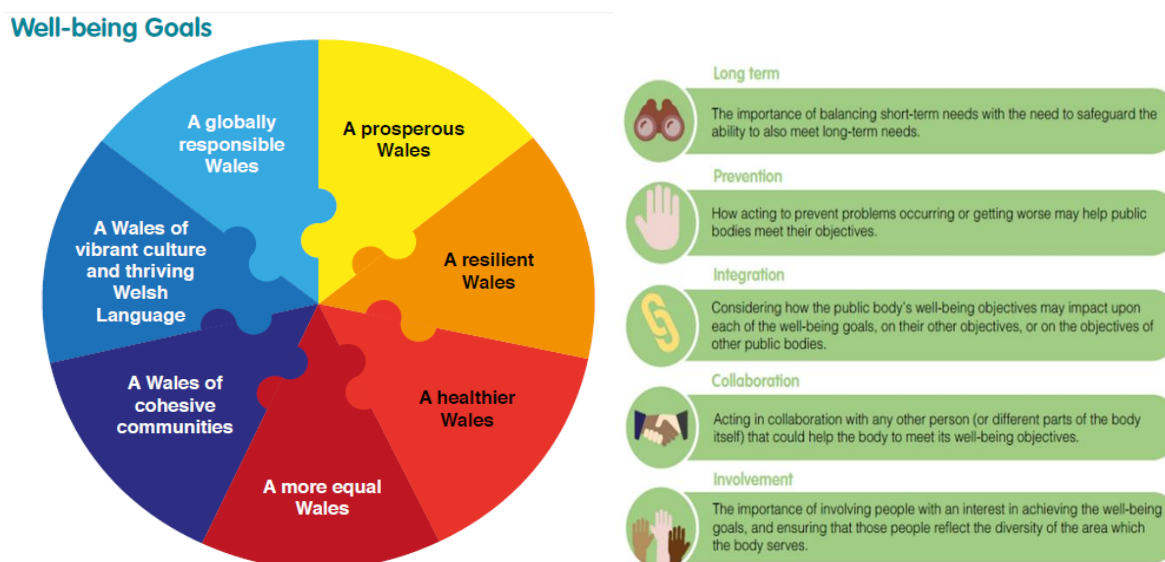 Well-being Goals
A globally
responsible
Wales
A prosperous
Wales
A Wales of
vibrant culture
and thriving
Welsh
Language
A resilient
Wales
A Wales of
cohesive
communities
A healthier
Wales
A more equal
Wales
Long term
The importance of balancing short-term needs with the need to safeguard the
ability to also meet long-term needs.
Prevention
How acting to prevent problems occurring or getting worse may help public
bodies meet their objectives.
Integration
Considering how the public body's well-being objectives may impact upon
each of the well-being goals, on their other objectives, or on the objectives of
other public bodies.
Collaboration
Acting in collaboration with any other person (or different parts of the body
itself) that could help the body to meet its well-being objectives.
Involvement
The importance of involving people with an interest in achieving the well-being
goals, and ensuring that those people reflect the diversity of the area which
the body serves.